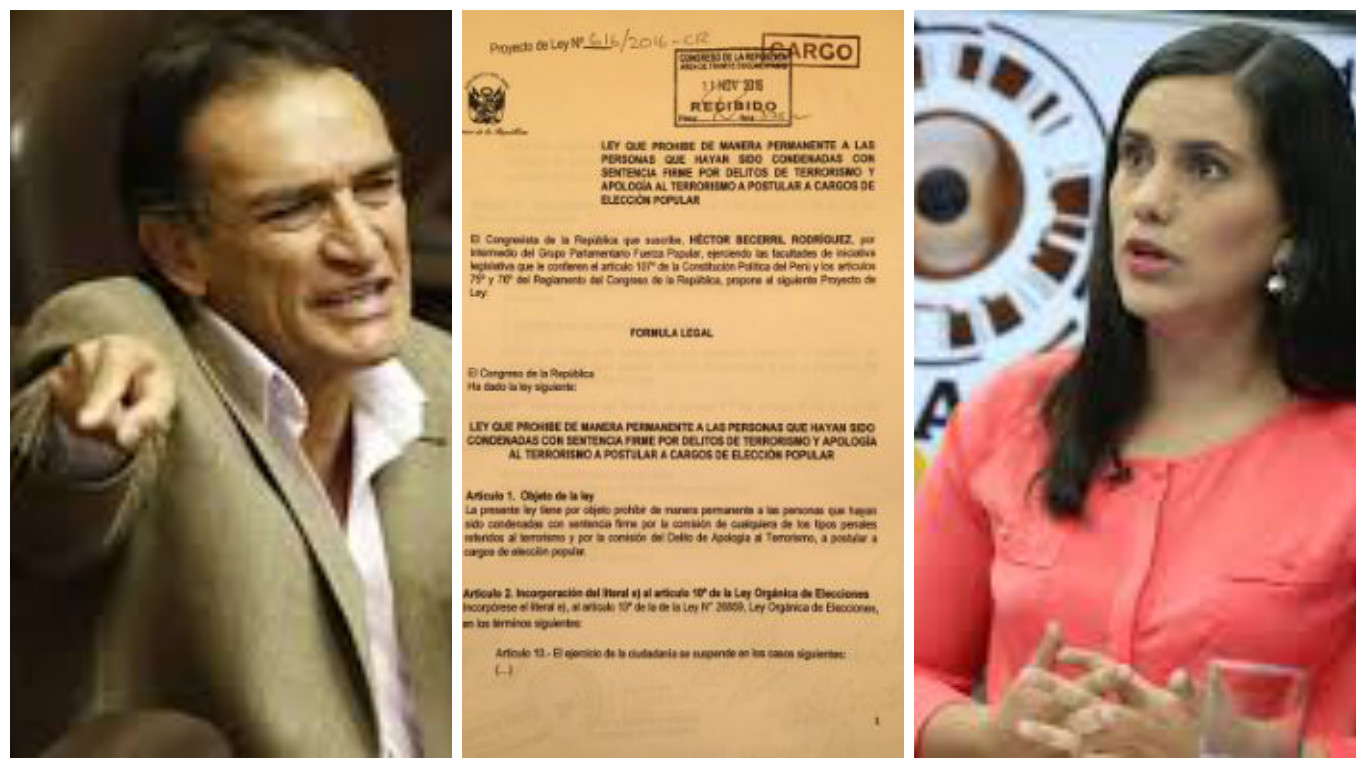 Proyecto de Ley Nº 616/2016-CR
CARGO
CONGRESO DE LA REPÚBLICA
11 NOV 2016
RECIBIDO
LEY QUE PROHIBE DE MANERA PERMANENTE A LAS
PERSONAS QUE HAYAN SIDO CONDENADAS CON
SENTENCIA FIRME POR DELITOS DE TERRORISMO Y
APOLOGÍA AL TERRORISMO A POSTULAR A CARGOS DE
ELECCIÓN POPULAR
El Congresista de la República que suscribe, HÉCTOR BECERRIL RODRÍGUEZ, por
Intermedio del Grupo Parlamentario Fuerza Popular, ejerciendo las facultades de iniciativa
legislativa que le confieren el artículo 107º de la Constitución Política del Perú y los artículos
75º y 76º del Reglamento del Congreso de la República, propone el siguiente Proyecto de
Ley:
FORMULA LEGAL
El Congreso de la República
Ha dado la ley siguiente:
LEY QUE PROHIBE DE MANERA PERMANENTE A LAS PERSONAS QUE HAYAN SIDO
CONDENADAS CON SENTENCIA FIRME POR DELITOS DE TERRORISMO Y APOLOGÍA
AL TERRORISMO A POSTULAR A CARGOS DE ELECCIÓN POPULAR
Artículo 1. Objeto de la ley
La presente ley tiene por objeto prohibir de manera permanente a las personas que hayan
sido condenadas con sentencia firme por la comisión de cualquiera de los tipos penales
referidos al terrorismo y por la comisión del Delito de Apología al Terrorismo, a postular a
cargos de elección popular.
Artículo 2. Incorporación del literal e) al artículo 10º de la Ley Orgánica de Elecciones
Incorpórese el literal e), al artículo 10º de la de la Ley N° 26859, Ley Orgánica de Elecciones,
en los términos siguientes:
Artículo 10.- El ejercicio de la ciudadanía se suspende en los casos siguientes:
(...)
1
A